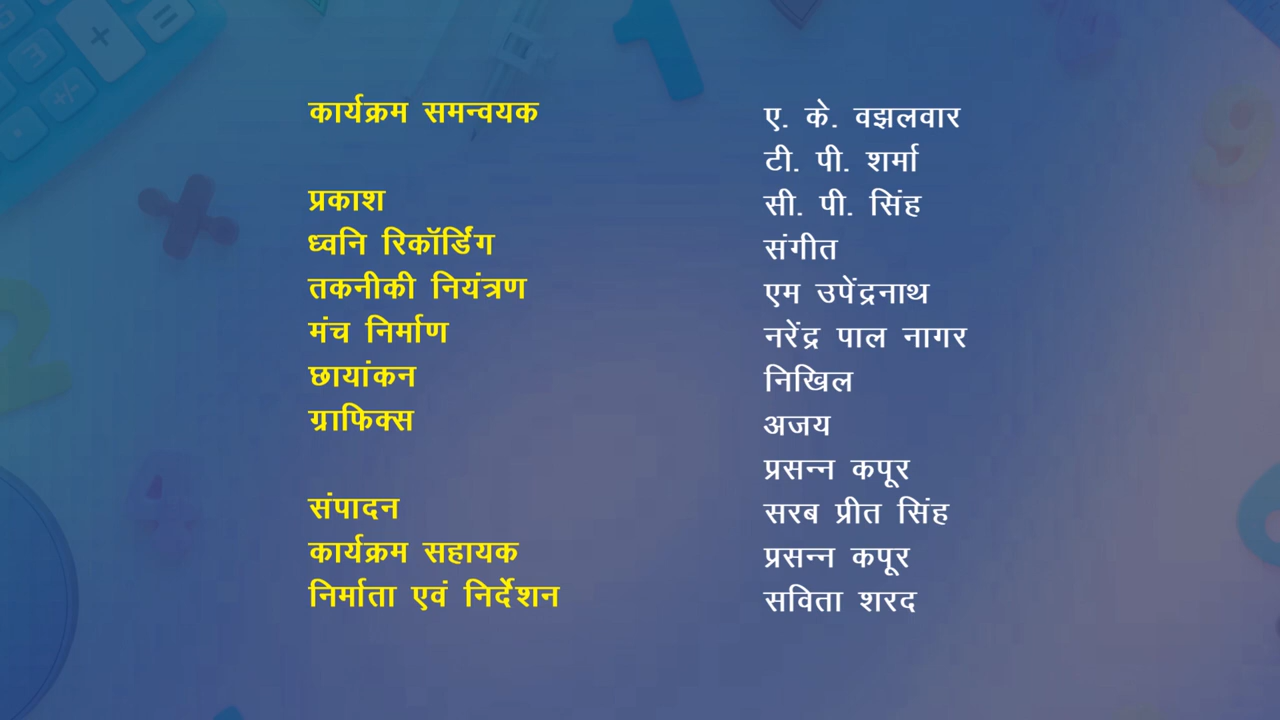 कार्यक्रम समन्वयक ए. के. वझलवार
टी. पी. शर्मा
प्रकाश सी. पी. सिंह
ध्वनि रिकॉर्डिंग संगीत
तकनीकी नियंत्रण एम उपेंद्रनाथ
मंच निर्माण नरेंद्र पाल नागर
छायांकन निखिल
ग्राफिक्स अजय
प्रसन्न कपूर
संपादन सरब प्रीत सिंह
कार्यक्रम सहायक प्रसन्न कपूर
निर्माता एवं निर्देशन सविता शरद